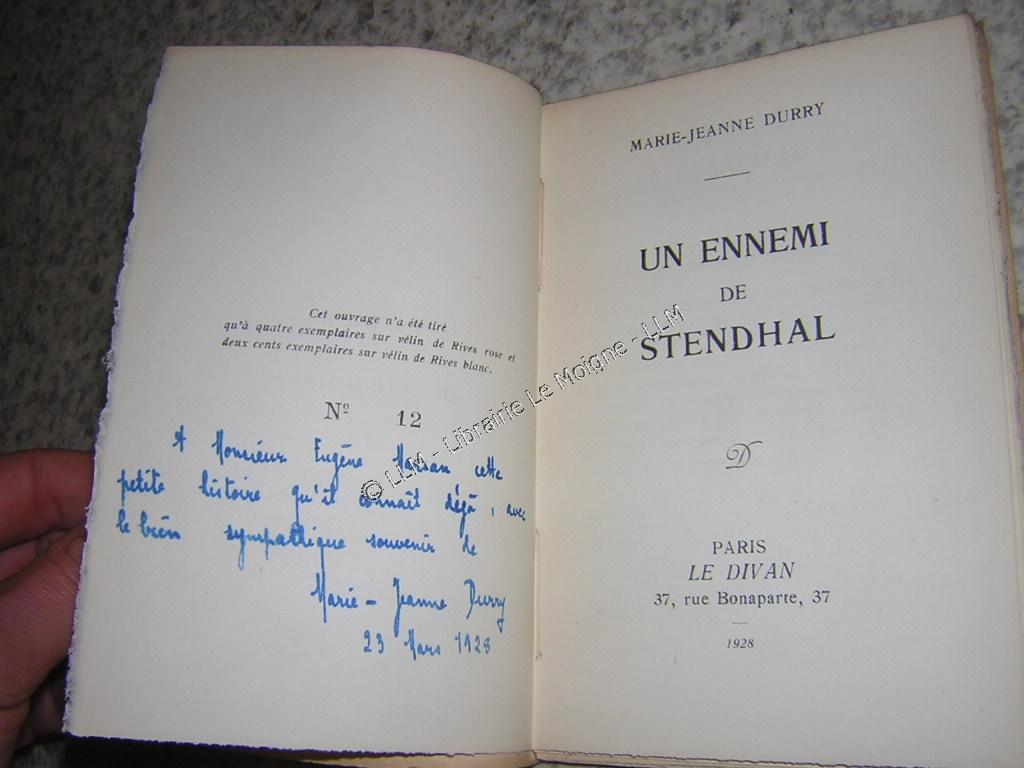 Cet ouvrage n'a été tiré
qu'à quatre exemplaires sur vélin de Rives rose et
deux cents exemplaires sur vélin de Rives blanc.
Nº 12
A Monsieur Eugène Marsan cette
petite histoire qu'il connaît déjà, avec
le bien sympathique souvenir de
Marie-Jeanne Durry
23 Mars 1928
MARIE-JEANNE DURRY
UN ENNEMI
DE
STENDHAL
D
PARIS
LE DIVAN
37, rue Bonaparte, 37
1928
© LLM - Librairie Le Moigne - LLM